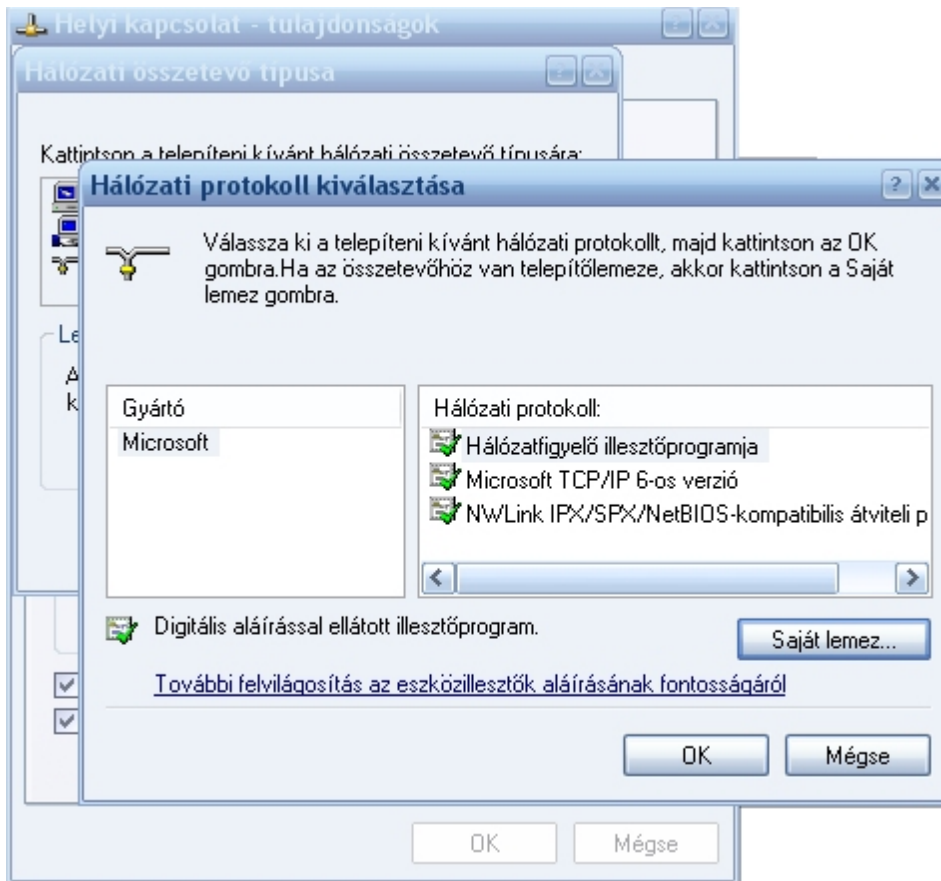 Helyi kapcsolat - tulajdonságok
Hálózati összetevő típusa
Kattintson a telepíteni kívánt hálózati összetevő típusára:
Hálózati protokoll kiválasztása
Válassza ki a telepíteni kívánt hálózati protokollt, majd kattintson az OK
gombra.Ha az összetevőhöz van telepítőlemeze, akkor kattintson a Saját
lemez gombra.
Gyártó
Microsoft
Hálózati protokoll:
Hálózatfigyelő illesztőprogramja
Microsoft TCP/IP 6-os verzió
NWLink IPX/SPX/NetBIOS-kompatibilis átviteli p
Digitális aláírással ellátott illesztőprogram.
Saját lemez...
További felvilágosítás az eszközillesztők aláírásának fontosságáról
OK
Mégse
OK
Mégse